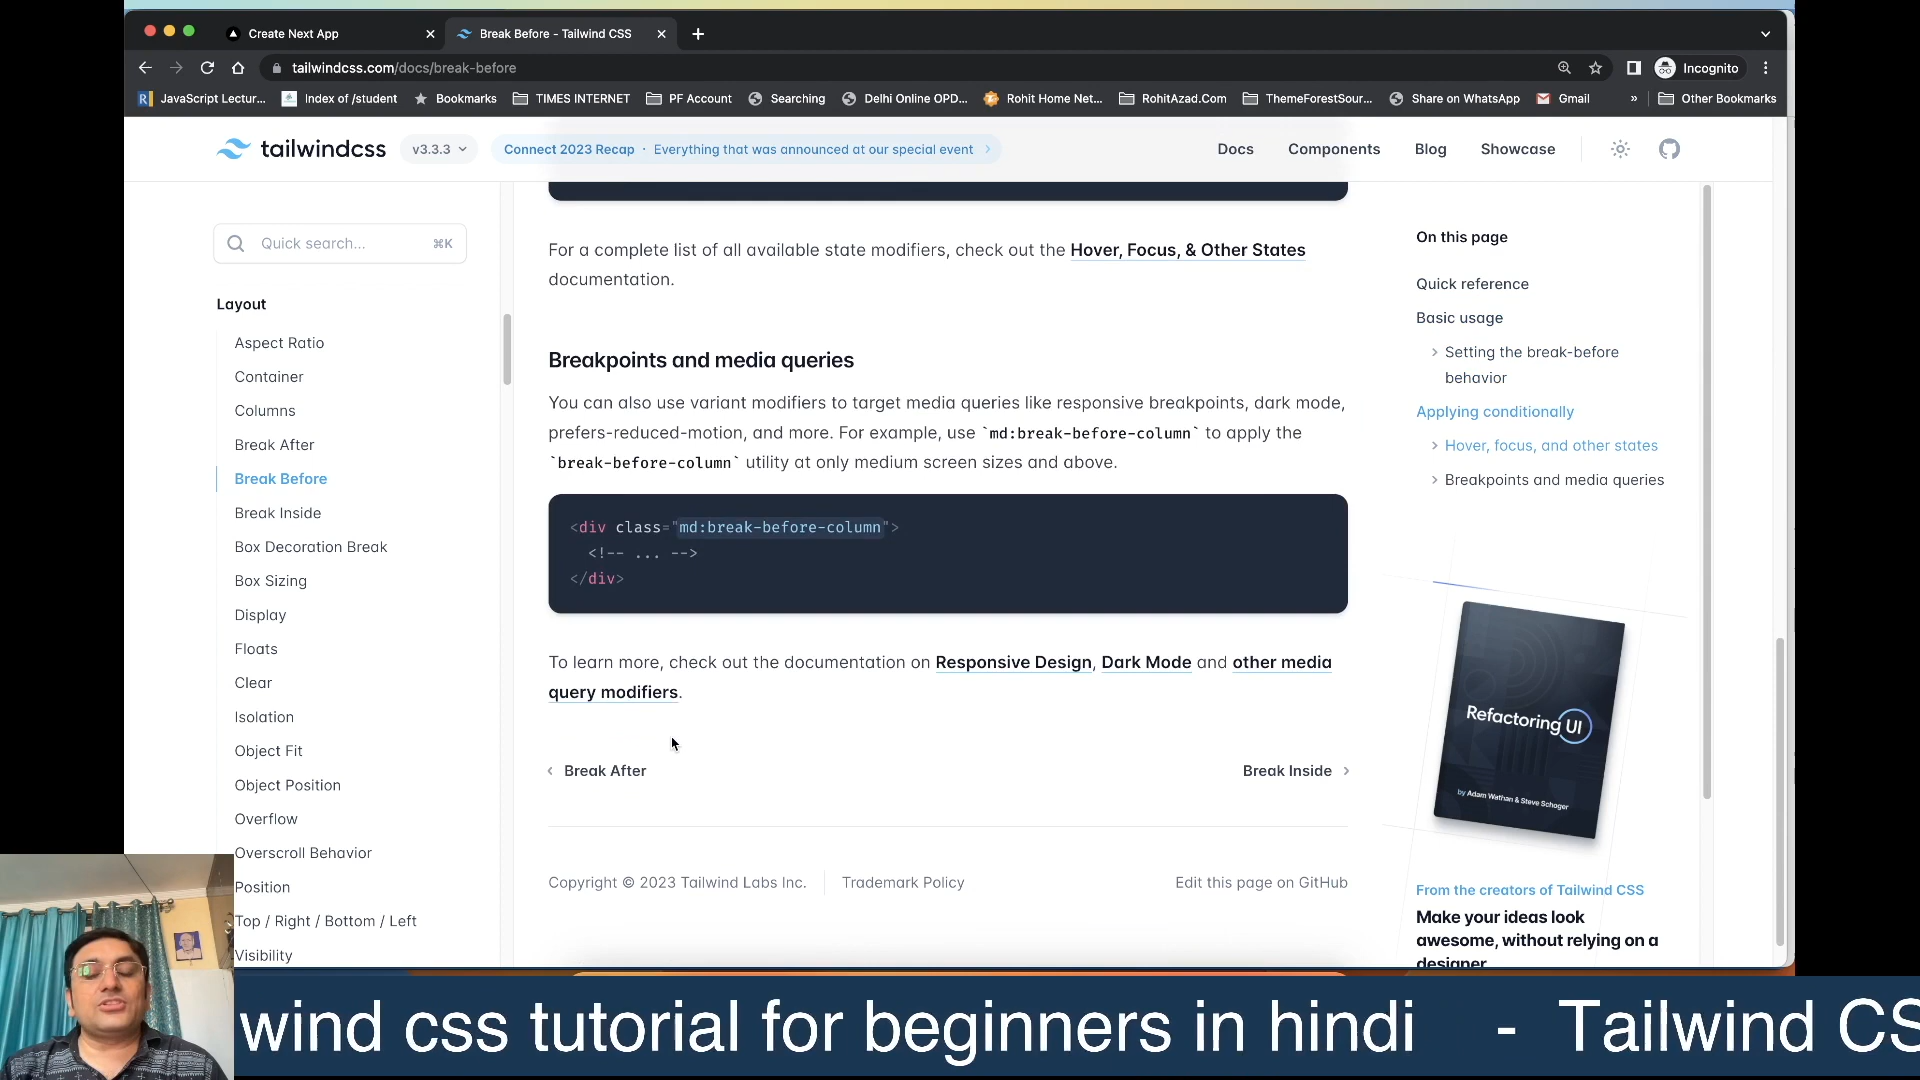 Create Next App
Break Before - Tailwind CSS
tailwindcss.com/docs/break-before
Incognito
JavaScript Lectur...
Index of /student
Bookmarks
TIMES INTERNET
PF Account
Searching
Delhi Online OPD...
Rohit Home Net...
RohitAzad.Com
ThemeForestSour...
Share on WhatsApp
Gmail
»
Other Bookmarks
tailwindcss
v3.3.3
Connect 2023 Recap · Everything that was announced at our special event
Docs
Components
Blog
Showcase
Quick search...
⌘K
Layout
Aspect Ratio
Container
Columns
Break After
Break Before
Break Inside
Box Decoration Break
Box Sizing
Display
Floats
Clear
Isolation
Object Fit
Object Position
Overflow
Overscroll Behavior
Position
Top / Right / Bottom / Left
Visibility
For a complete list of all available state modifiers, check out the Hover, Focus, & Other States
documentation.
Breakpoints and media queries
You can also use variant modifiers to target media queries like responsive breakpoints, dark mode,
prefers-reduced-motion, and more. For example, use `md:break-before-column` to apply the
`break-before-column` utility at only medium screen sizes and above.
<div class="md:break-before-column">
<!-- ... -->
</div>
To learn more, check out the documentation on Responsive Design, Dark Mode and other media
query modifiers.
Break After
Break Inside
Copyright © 2023 Tailwind Labs Inc.
Trademark Policy
Edit this page on GitHub
On this page
Quick reference
Basic usage
Setting the break-before
behavior
Applying conditionally
Hover, focus, and other states
Breakpoints and media queries
Refactoring UI
by Adam Wathan & Steve Schoger
From the creators of Tailwind CSS
Make your ideas look
awesome, without relying on a
designer
wind css tutorial for beginners in hindi - Tailwind CS